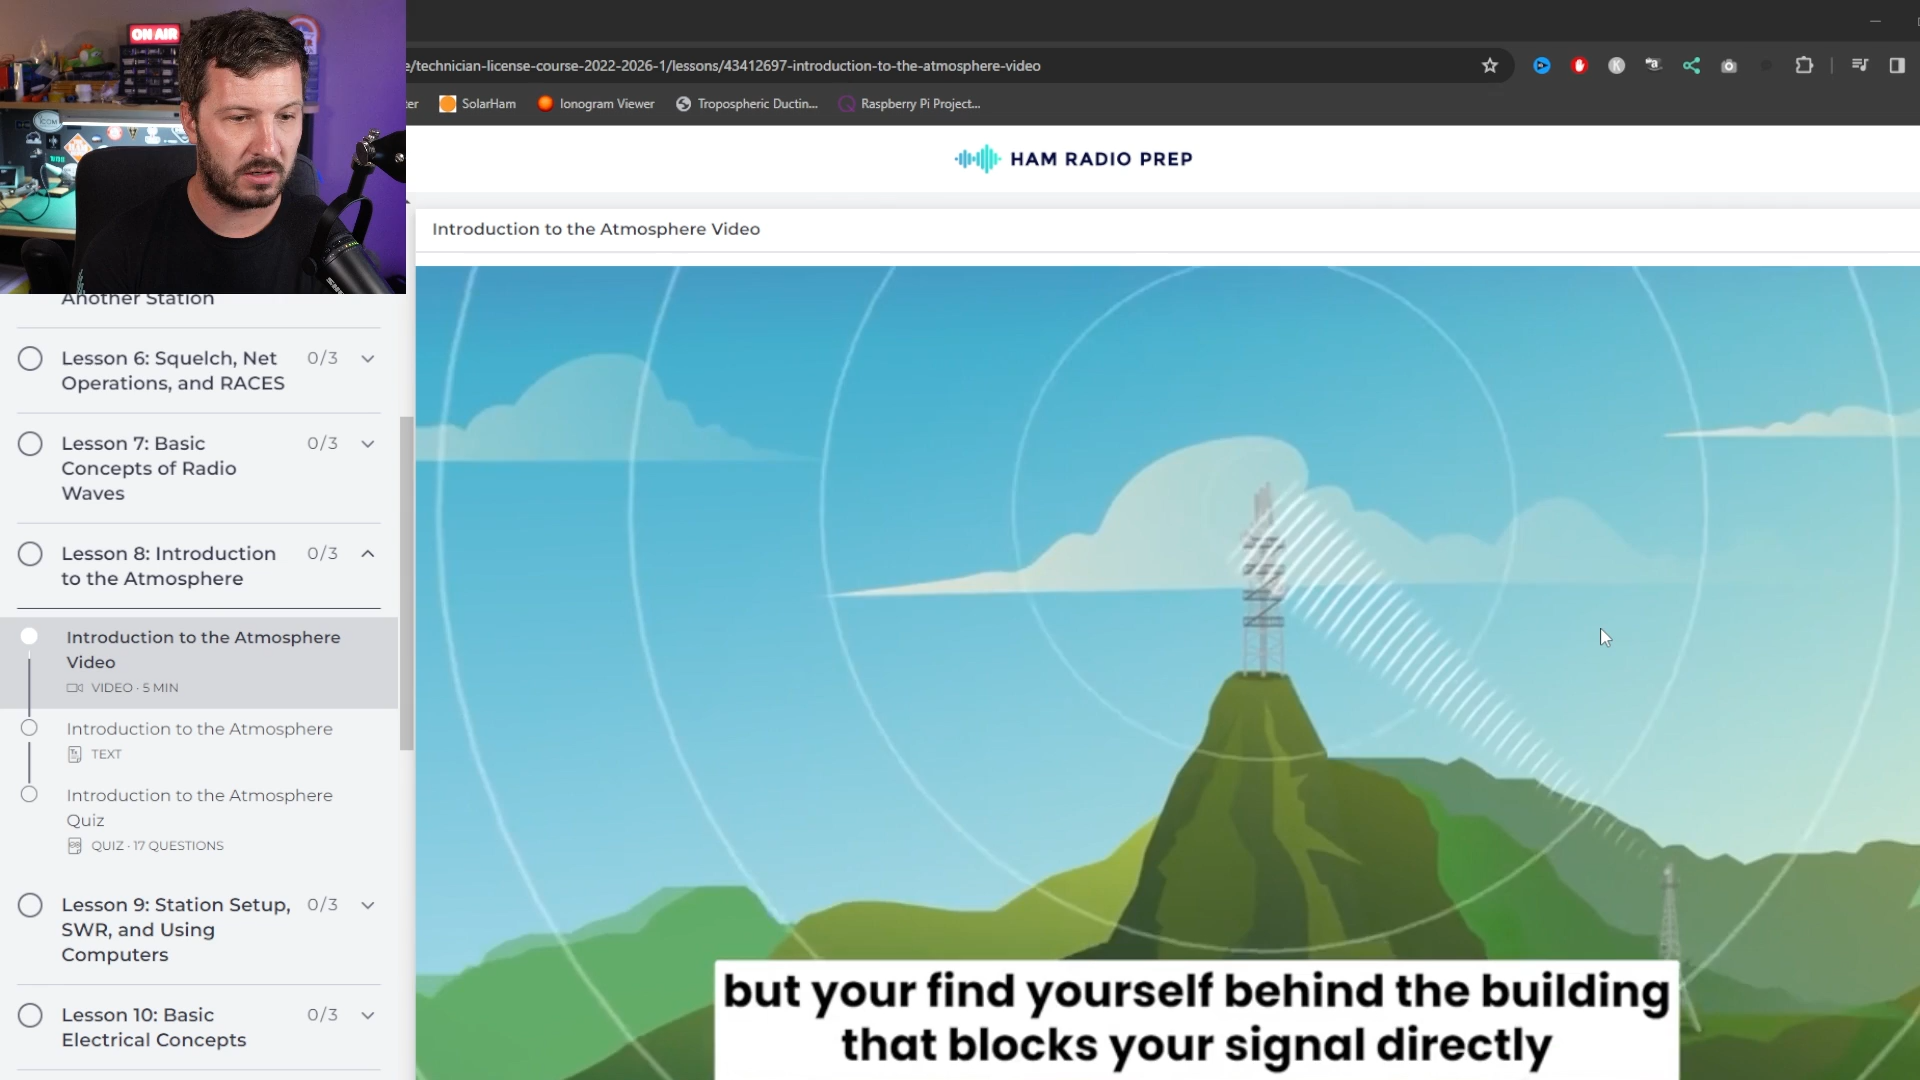 ON AIR
ICOM
e/technician-license-course-2022-2026-1/lessons/43412697-introduction-to-the-atmosphere-video
ter
SolarHam
Ionogram Viewer
Tropospheric Ductin...
Raspberry Pi Project...
HAM RADIO PREP
Introduction to the Atmosphere Video
Another Station
Lesson 6: Squelch, Net
Operations, and RACES
0/3
Lesson 7: Basic
Concepts of Radio
Waves
0/3
Lesson 8: Introduction
to the Atmosphere
0/3
Introduction to the Atmosphere
Video
VIDEO · 5 MIN
Introduction to the Atmosphere
TEXT
Introduction to the Atmosphere
Quiz
QUIZ · 17 QUESTIONS
Lesson 9: Station Setup,
SWR, and Using
Computers
0/3
Lesson 10: Basic
Electrical Concepts
0/3
but your find yourself behind the building
that blocks your signal directly